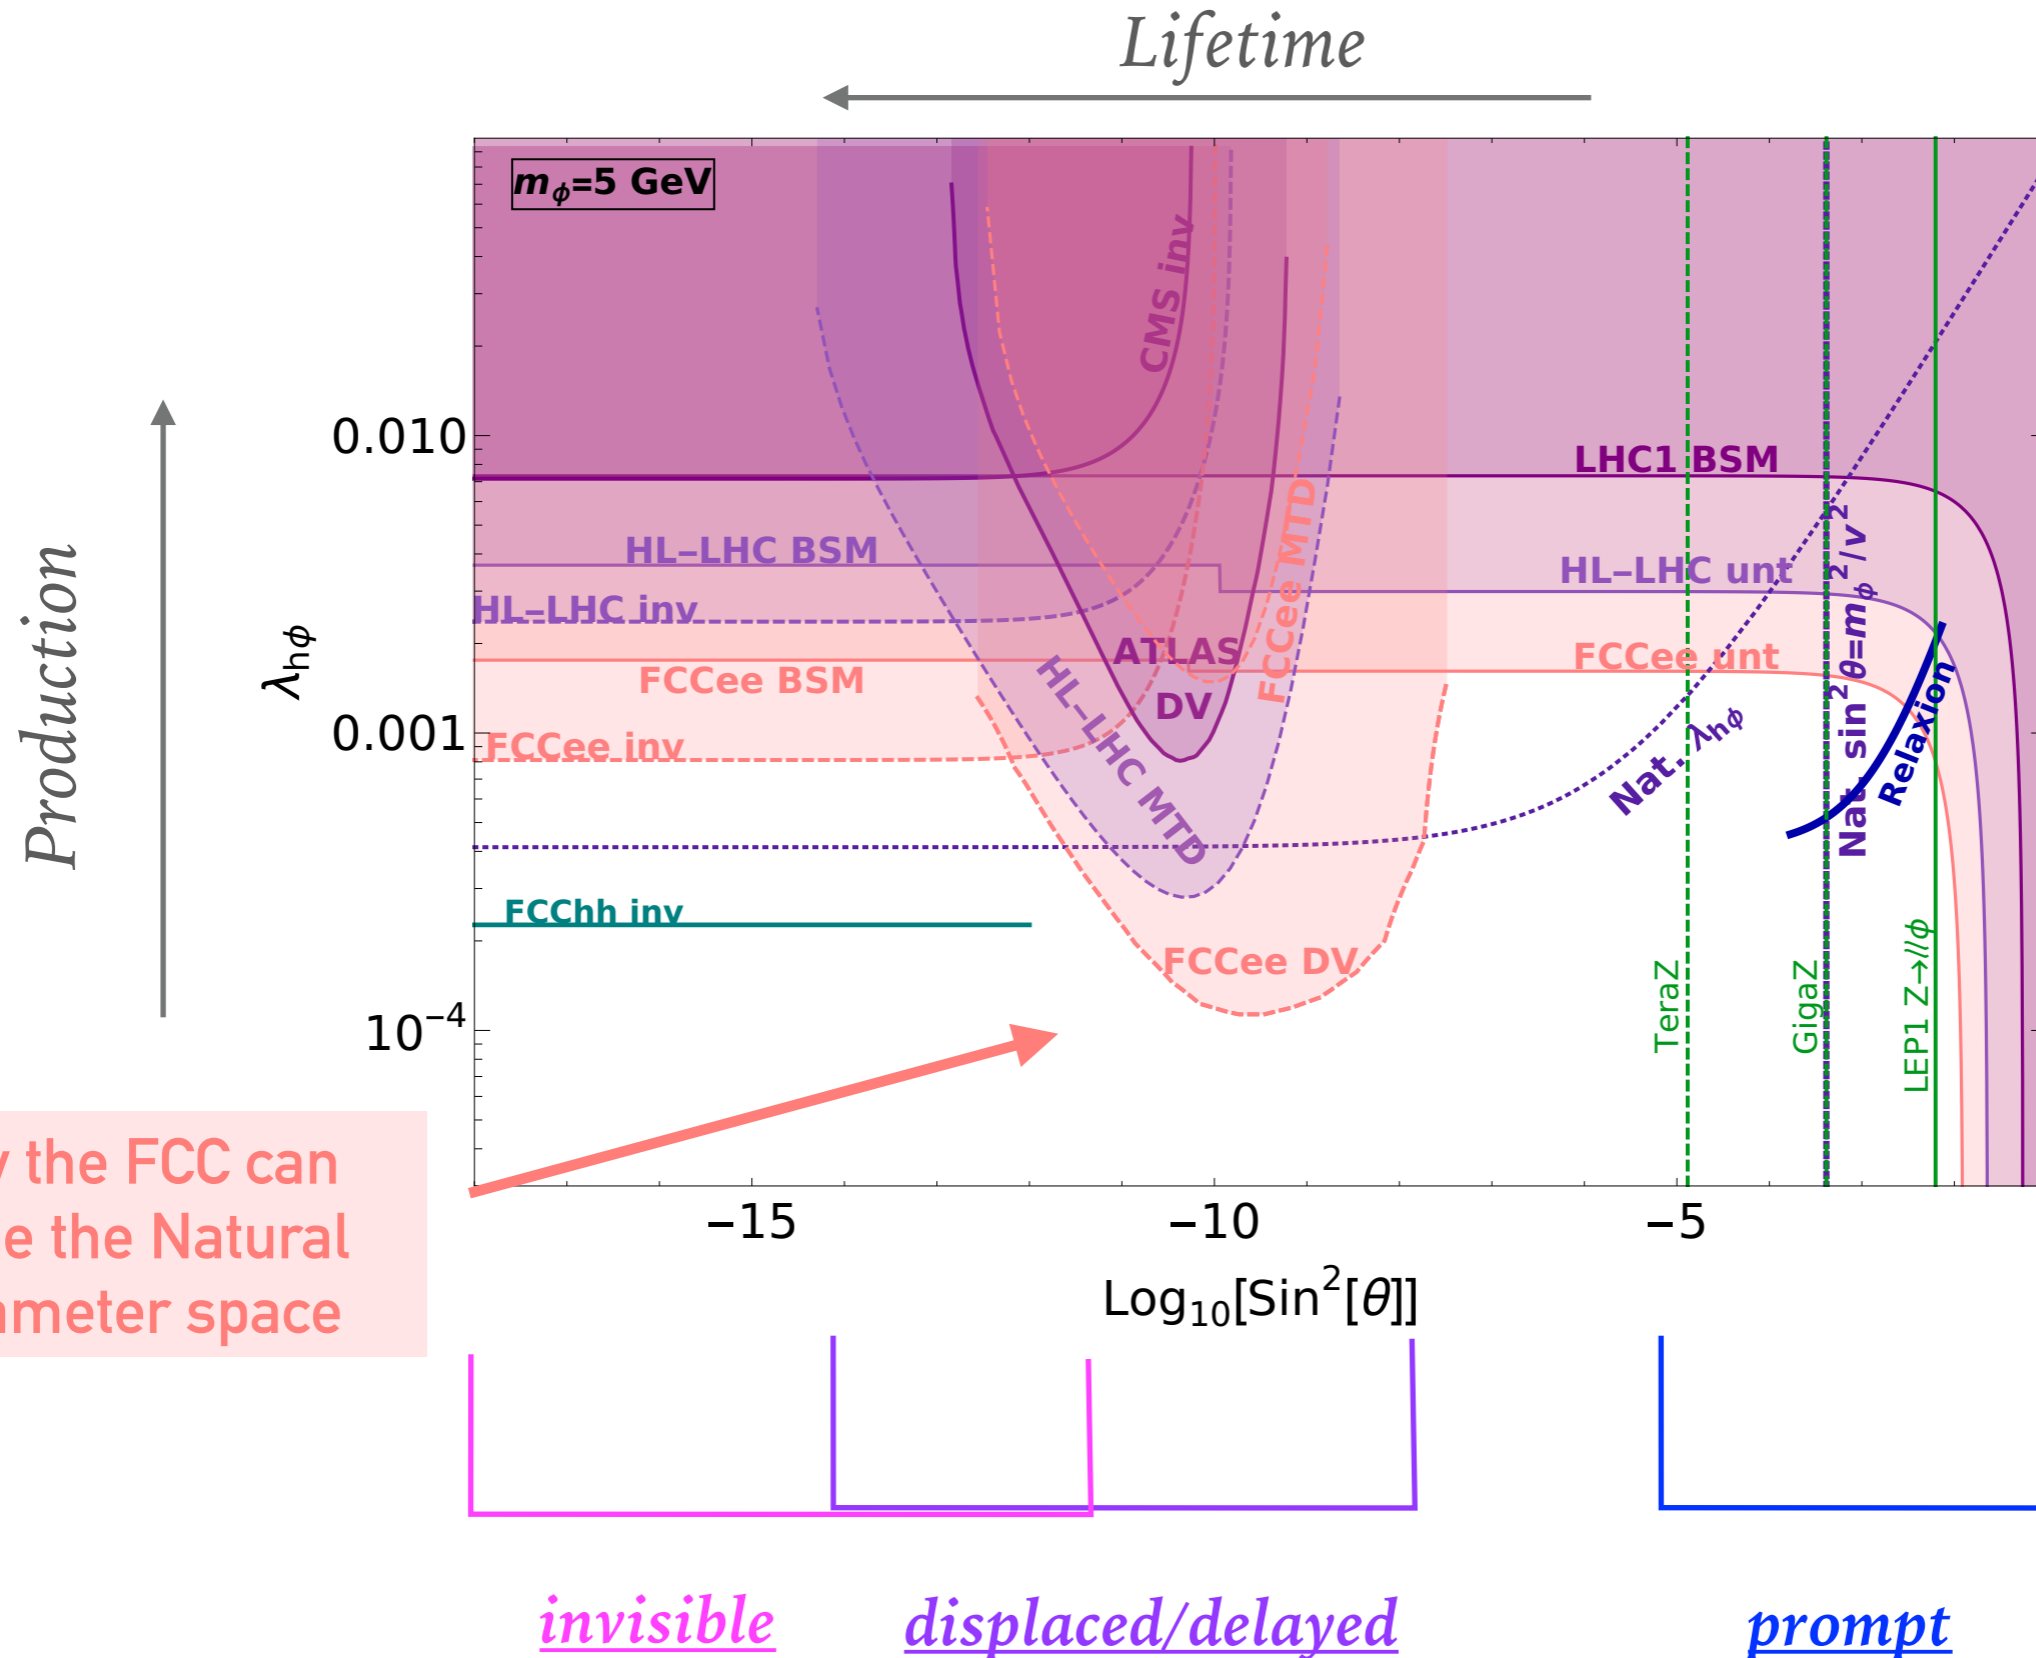 Lifetime
mϕ=5 GeV
CMS inv
0.010
LHC1 BSM
HL–LHC BSM
HL–LHC unt
HL–LHC inv
Production
λhϕ
ATLAS
DV
FCCee MTD
FCCee unt
FCCee BSM
HL–LHC MTD
Nat. λhϕ
Nat. sin²θ=mϕ²/v²
Relaxion
0.001
FCCee inv
FCChh inv
FCCee DV
TeraZ
GigaZ
LEP1 Z→llϕ
10⁻⁴
the FCC can
the Natural
space
−15
−10
−5
Log₁₀[Sin²[θ]]
invisible
displaced/delayed
prompt